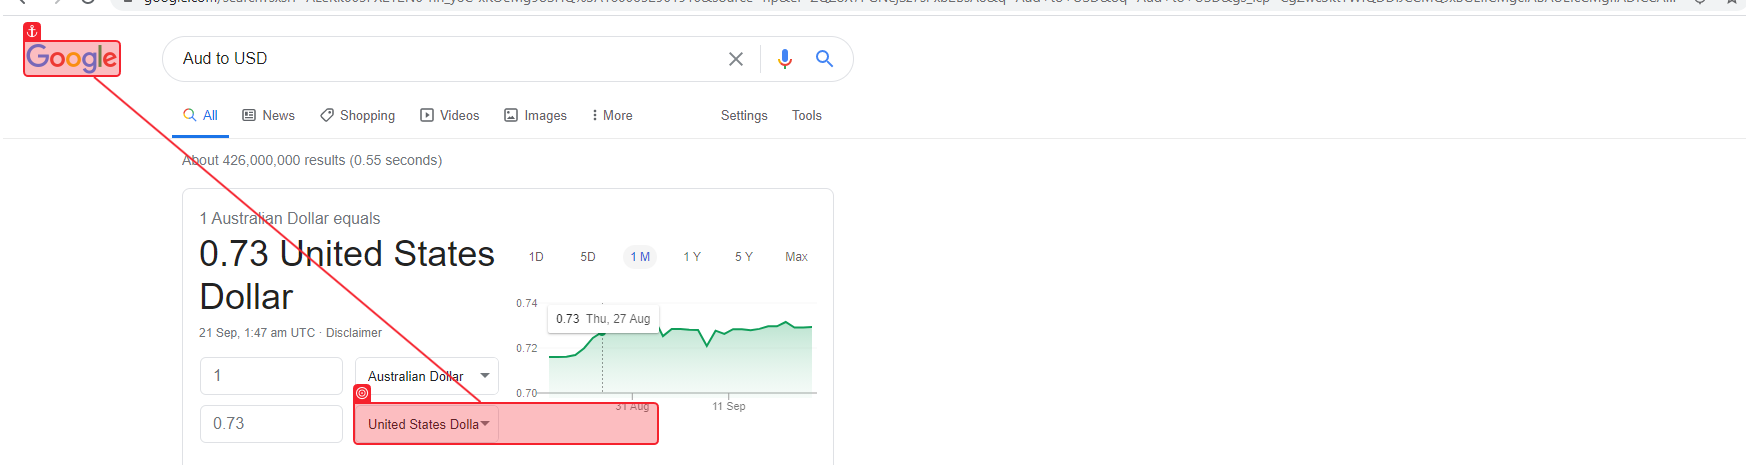 Google
Aud to USD
All News Shopping Videos Images More Settings Tools
About 426,000,000 results (0.55 seconds)
1 Australian Dollar equals
0.73 United States
Dollar
21 Sep, 1:47 am UTC · Disclaimer
1 Australian Dollar
0.73 United States Dolla
1D 5D 1 M 1 Y 5 Y Max
0.74
0.73 Thu, 27 Aug
0.72
0.70
31 Aug 11 Sep